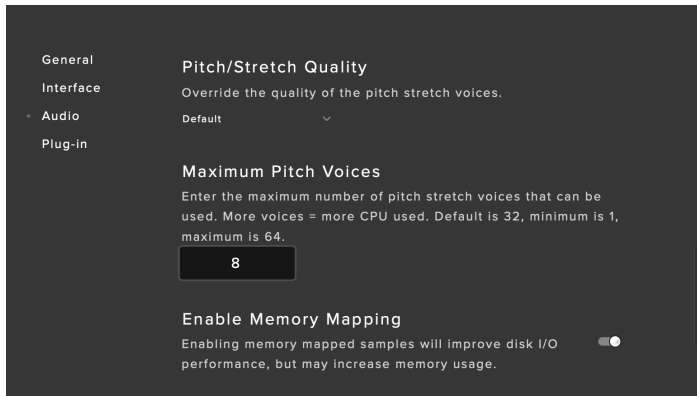 General
Interface
Audio
Plug-in
Pitch/Stretch Quality
Override the quality of the pitch stretch voices.
Default
Maximum Pitch Voices
Enter the maximum number of pitch stretch voices that can be
used. More voices = more CPU used. Default is 32, minimum is 1,
maximum is 64.
8
Enable Memory Mapping
Enabling memory mapped samples will improve disk I/O
performance, but may increase memory usage.